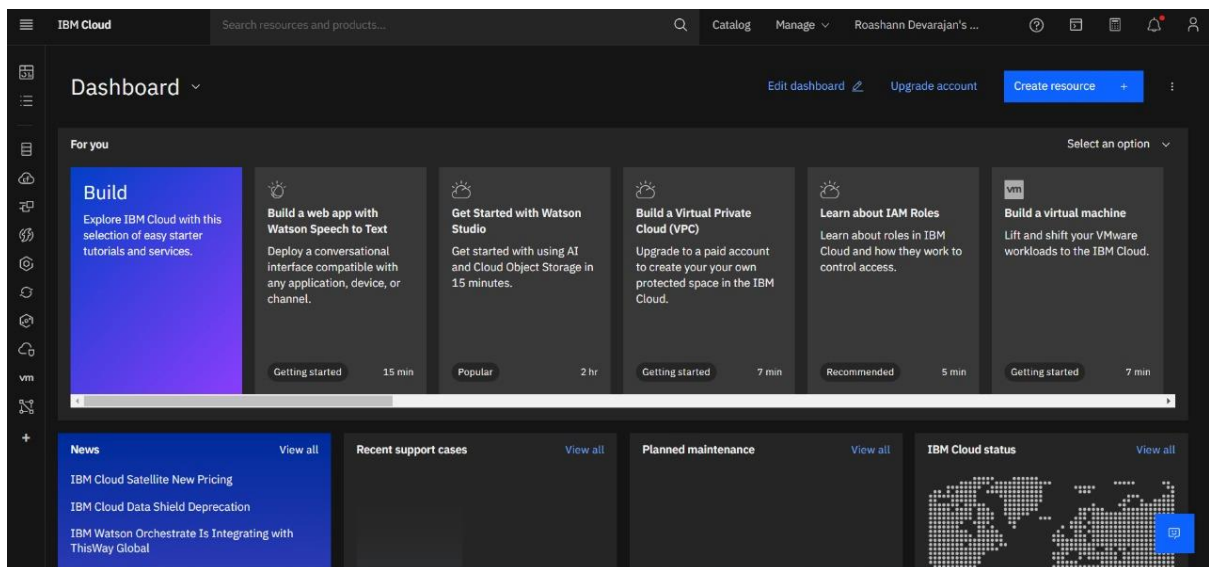 IBM Cloud
Search resources and products...
Catalog
Manage
Roashann Devarajan's ...
Dashboard
Edit dashboard
Upgrade account
Create resource +
For you
Select an option
Build
Explore IBM Cloud with this
selection of easy starter
tutorials and services.
Build a web app with
Watson Speech to Text
Deploy a conversational
interface compatible with
any application, device, or
channel.
Getting started
15 min
Get Started with Watson
Studio
Get started with using AI
and Cloud Object Storage in
15 minutes.
Popular
2 hr
Build a Virtual Private
Cloud (VPC)
Upgrade to a paid account
to create your your own
protected space in the IBM
Cloud.
Getting started
7 min
Learn about IAM Roles
Learn about roles in IBM
Cloud and how they work to
control access.
Recommended
5 min
vm
Build a virtual machine
Lift and shift your VMware
workloads to the IBM Cloud.
Getting started
7 min
vm
News
View all
IBM Cloud Satellite New Pricing
IBM Cloud Data Shield Deprecation
IBM Watson Orchestrate Is Integrating with
ThisWay Global
Recent support cases
View all
Planned maintenance
View all
IBM Cloud status
View all